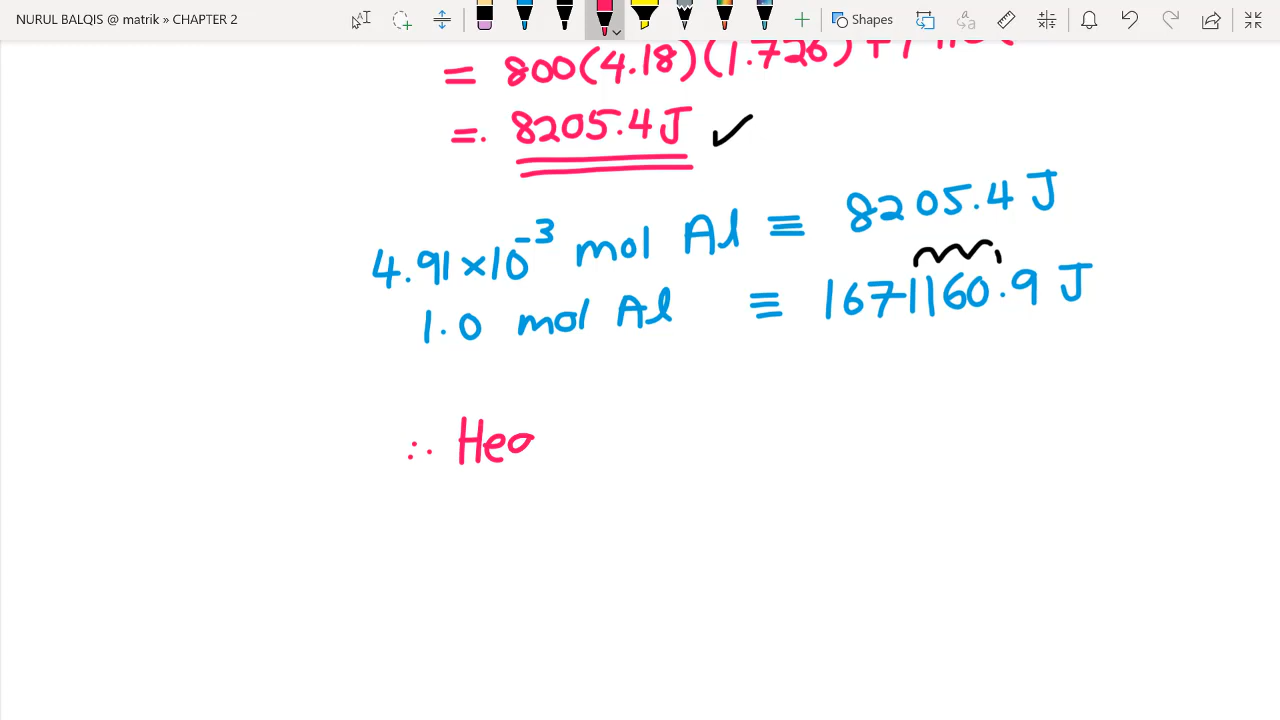 NURUL BALQIS @ matrik » CHAPTER 2
Shapes
= 800(4.18)(1.726) +
=. 8205.4 J ✓
4.91×10⁻³ mol Al ≡ 8205.4 J
1.0 mol Al ≡ 1671160.9 J
∴ Hea